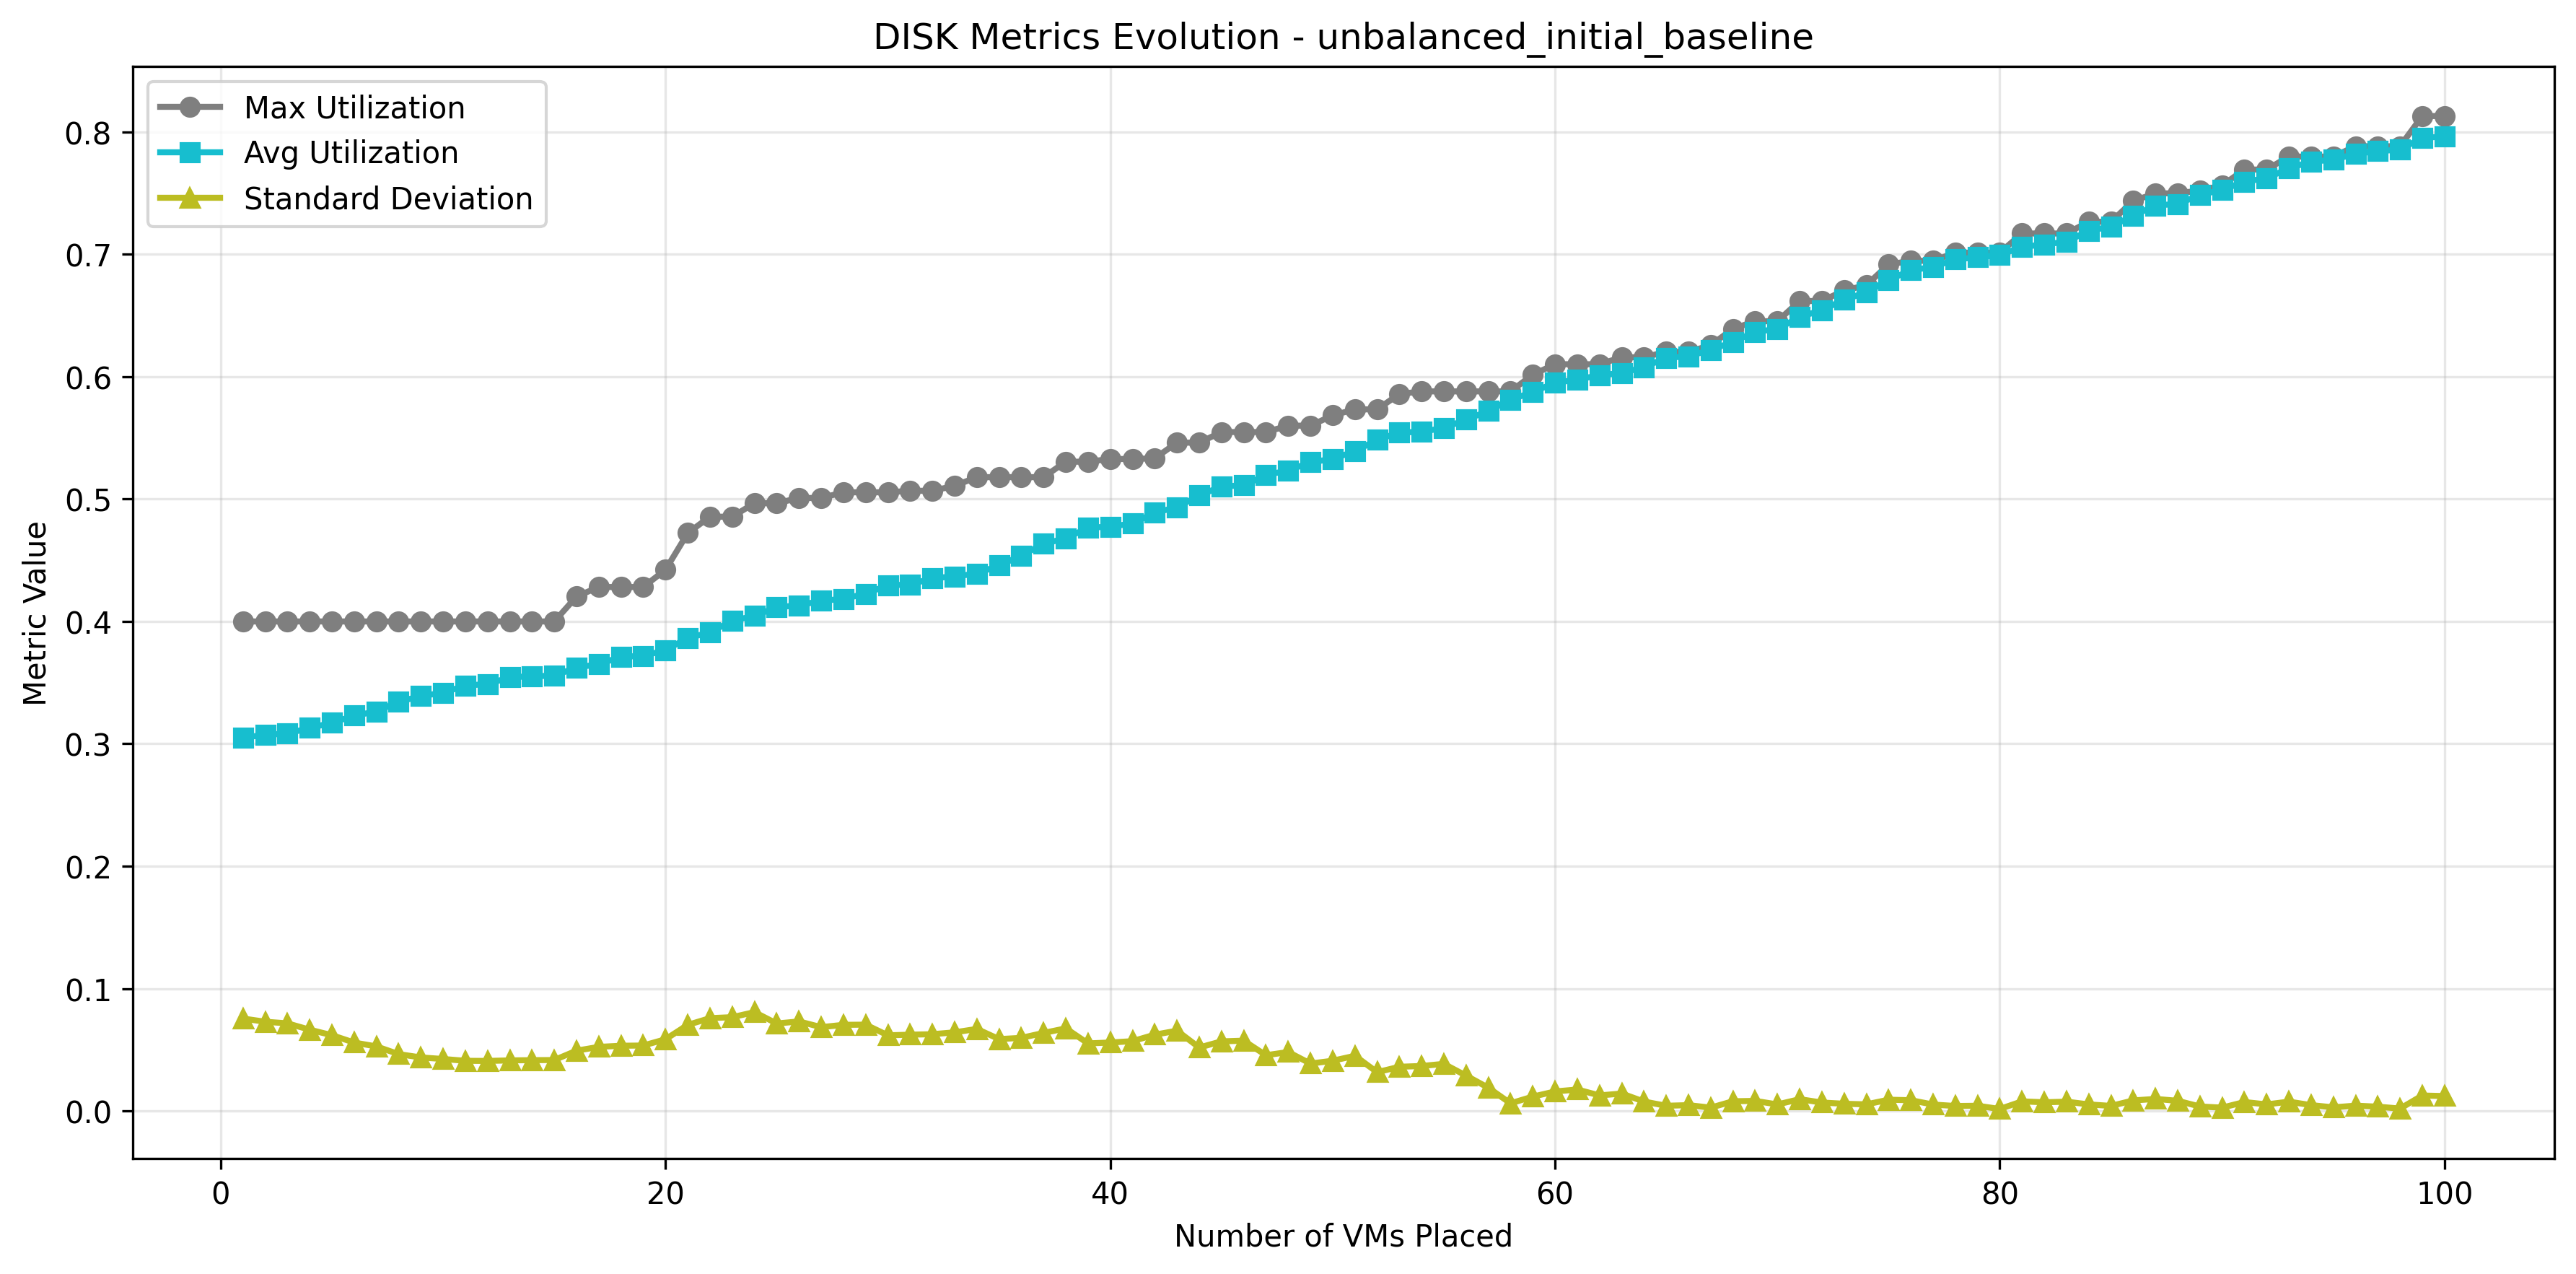 DISK Metrics Evolution - unbalanced_initial_baseline
Max Utilization
Avg Utilization
Standard Deviation
Metric Value
0.8
0.7
0.6
0.5
0.4
0.3
0.2
0.1
0.0
0 20 40 60 80 100
Number of VMs Placed